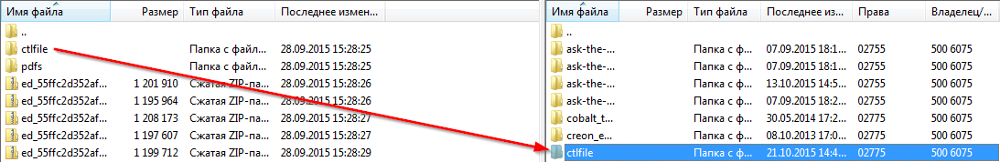 Имя файла Размер Тип файла Последнее измен...
..
ctlfile Папка с файл... 28.09.2015 15:28:25
pdfs Папка с файл... 28.09.2015 15:28:25
ed_55ffc2d352af... 1 201 910 Сжатая ZIP-па... 28.09.2015 15:28:26
ed_55ffc2d352af... 1 195 964 Сжатая ZIP-па... 28.09.2015 15:28:26
ed_55ffc2d352af... 1 208 173 Сжатая ZIP-па... 28.09.2015 15:28:27
ed_55ffc2d352af... 1 197 607 Сжатая ZIP-па... 28.09.2015 15:28:27
ed_55ffc2d352af... 1 199 712 Сжатая ZIP-па... 28.09.2015 15:28:29
Имя файла Размер Тип файла Последнее из... Права Владелец/...
..
ask-the-... Папка с ф... 07.09.2015 18:1... 02755 500 6075
ask-the-... Папка с ф... 07.09.2015 18:1... 02755 500 6075
ask-the-... Папка с ф... 13.10.2015 14:5... 02755 500 6075
ask-the-... Папка с ф... 07.09.2015 18:2... 02755 500 6075
cobalt_t... Папка с ф... 30.05.2014 17:2... 02755 500 6075
creon_e... Папка с ф... 08.10.2013 17:0... 02755 500 6075
ctlfile Папка с ф... 21.10.2015 14:4... 02755 500 6075